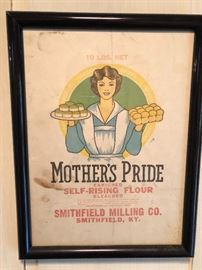 10 LBS. NET
MOTHER'S PRIDE
ENRICHED
SELF-RISING FLOUR
BLEACHED
SMITHFIELD MILLING CO.
SMITHFIELD, KY.